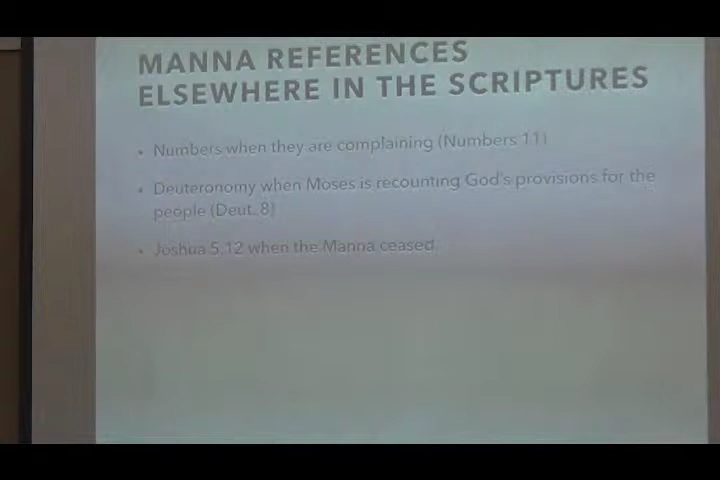 MANNA REFERENCES
ELSEWHERE IN THE SCRIPTURES
• Numbers when they are complaining (Numbers 11)
• Deuteronomy when Moses is recounting God's provisions for the
people (Deut. 8)
• Joshua 5.12 when the Manna ceased